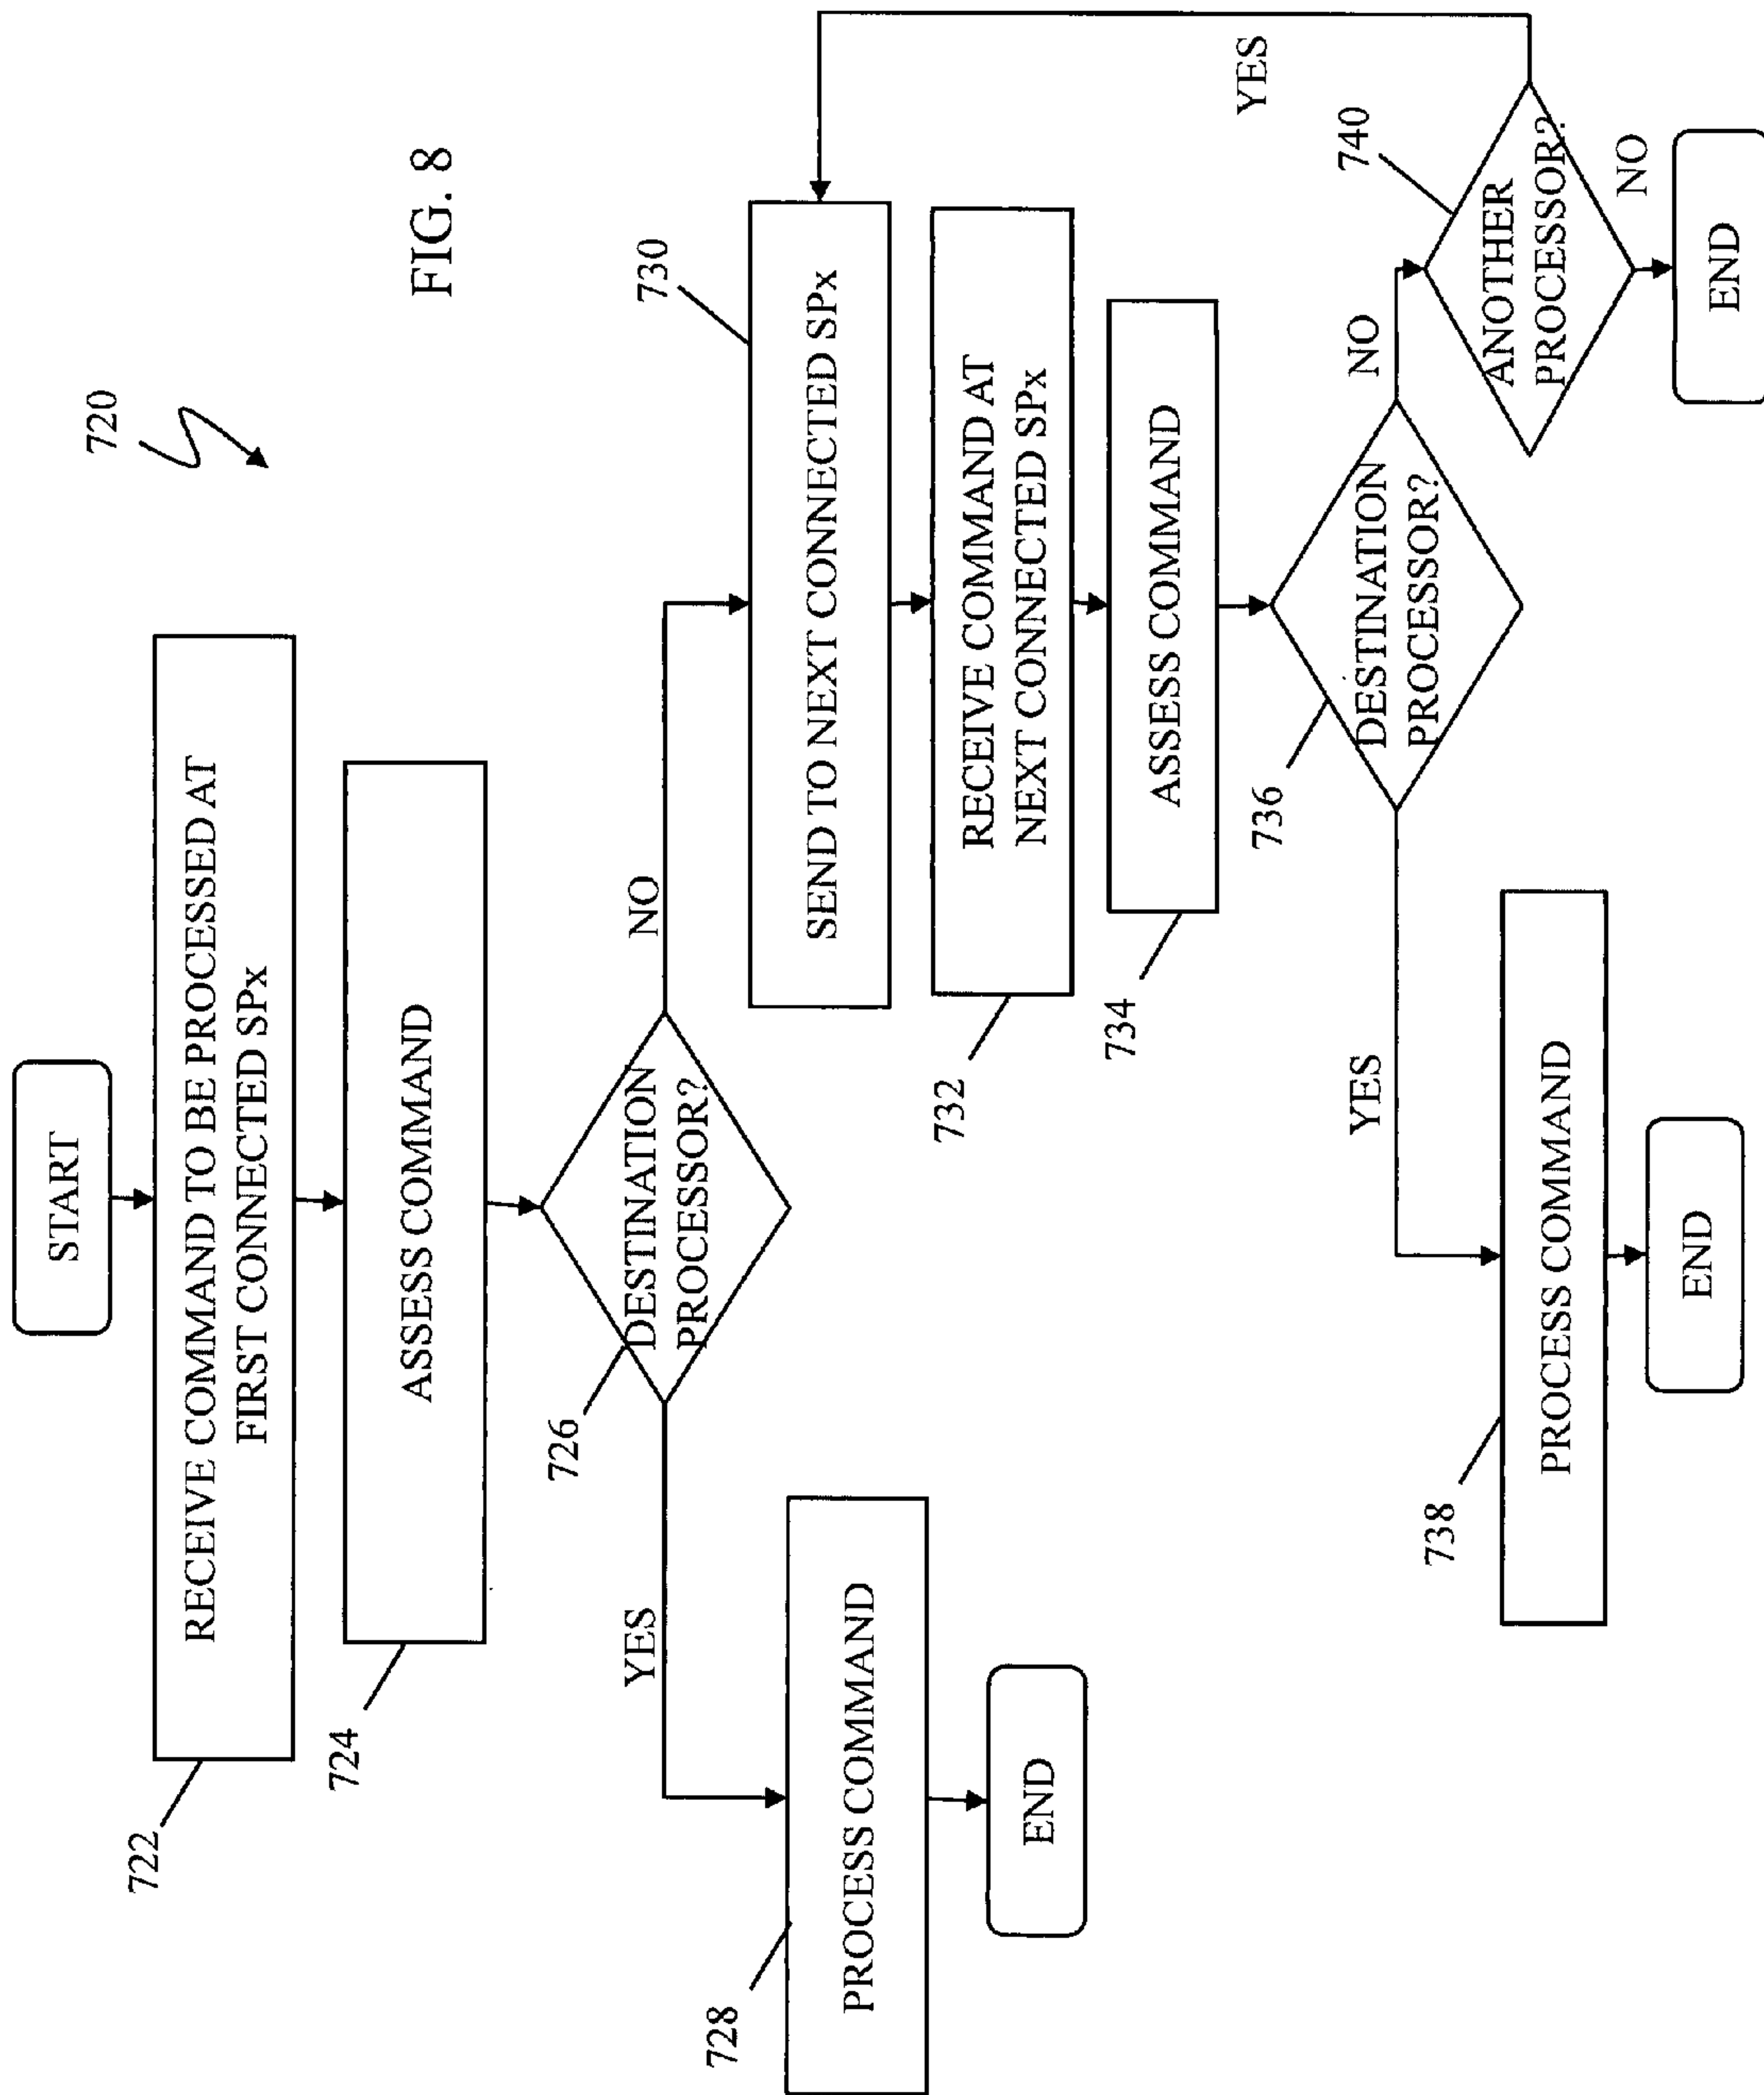 FIG. 8
720
START
722
RECEIVE COMMAND TO BE PROCESSED AT
FIRST CONNECTED SPx
724
ASSESS COMMAND
726
DESTINATION
PROCESSOR?
YES
NO
728
PROCESS COMMAND
END
730
SEND TO NEXT CONNECTED SPx
732
RECEIVE COMMAND AT
NEXT CONNECTED SPx
734
ASSESS COMMAND
736
DESTINATION
PROCESSOR?
YES
NO
738
PROCESS COMMAND
END
740
ANOTHER
PROCESSOR?
YES
NO
END